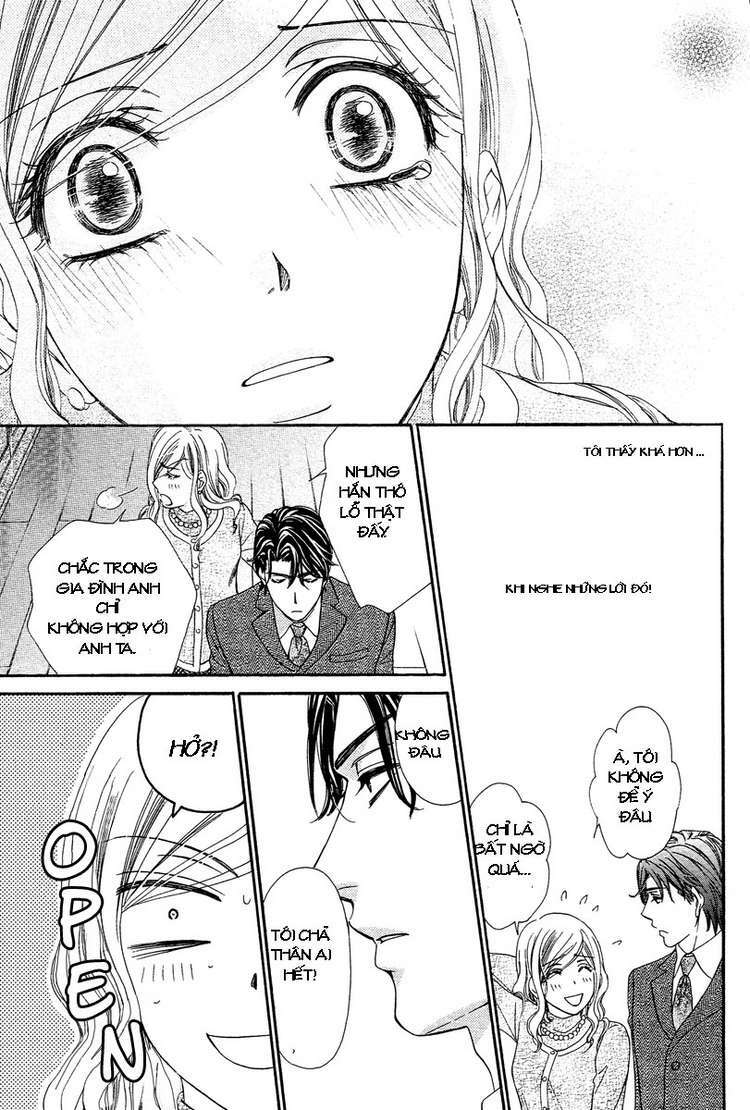 TÔI THẤY KHÁ HƠN ...
KHI NGHE NHỮNG LỜI ĐÓ!
NHƯNG
HẮN THÔ
LỖ THẬT
ĐẤY
CHẮC TRONG
GIA ĐÌNH ANH
CHỈ
KHÔNG HỢP VỚI
ANH TA.
À, TÔI
KHÔNG
ĐỂ Ý
ĐÂU
CHỈ LÀ
BẤT NGỜ
QUÁ...
KHÔNG
ĐÂU
TÔI CHẢ
THÂN AI
HẾT!
HỞ?!
OPEN